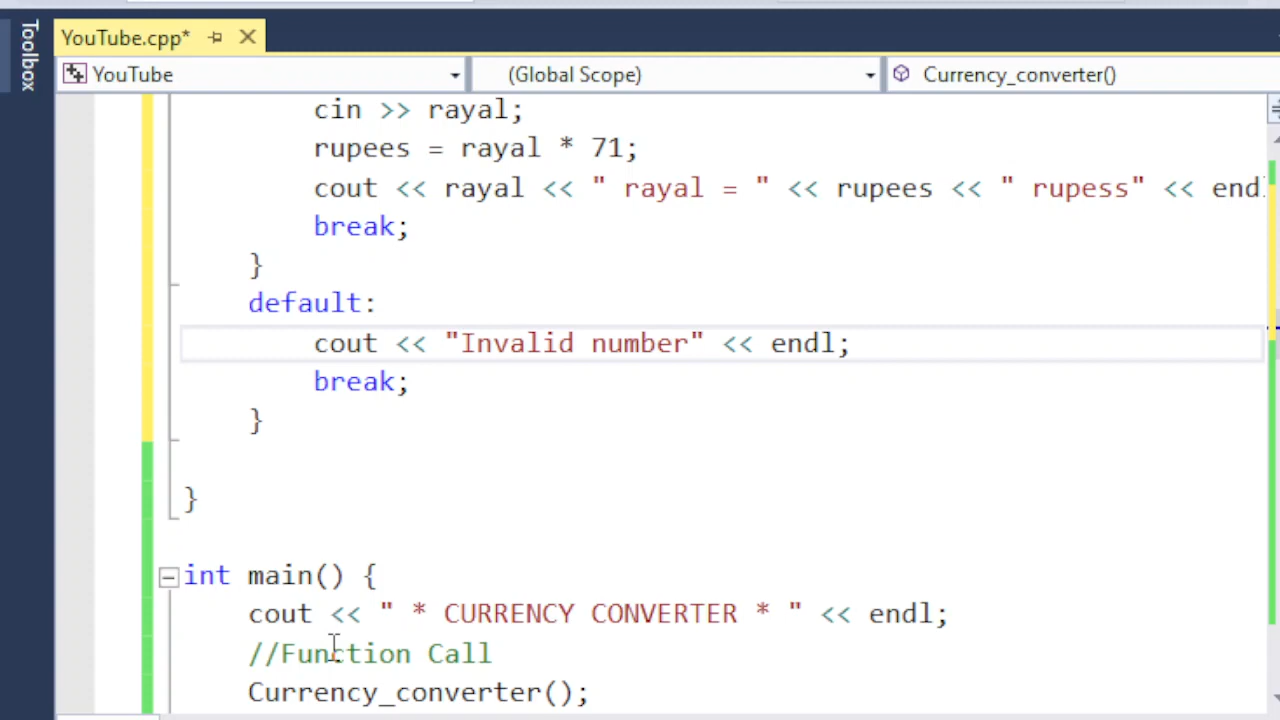 Toolbox
YouTube.cpp*
YouTube (Global Scope) Currency_converter()
cin >> rayal;
rupees = rayal * 71;
cout << rayal << " rayal = " << rupees << " rupess" << endl
break;
}
default:
cout << "Invalid number" << endl;
break;
}
}
int main() {
cout << " * CURRENCY CONVERTER * " << endl;
//Function Call
Currency_converter();